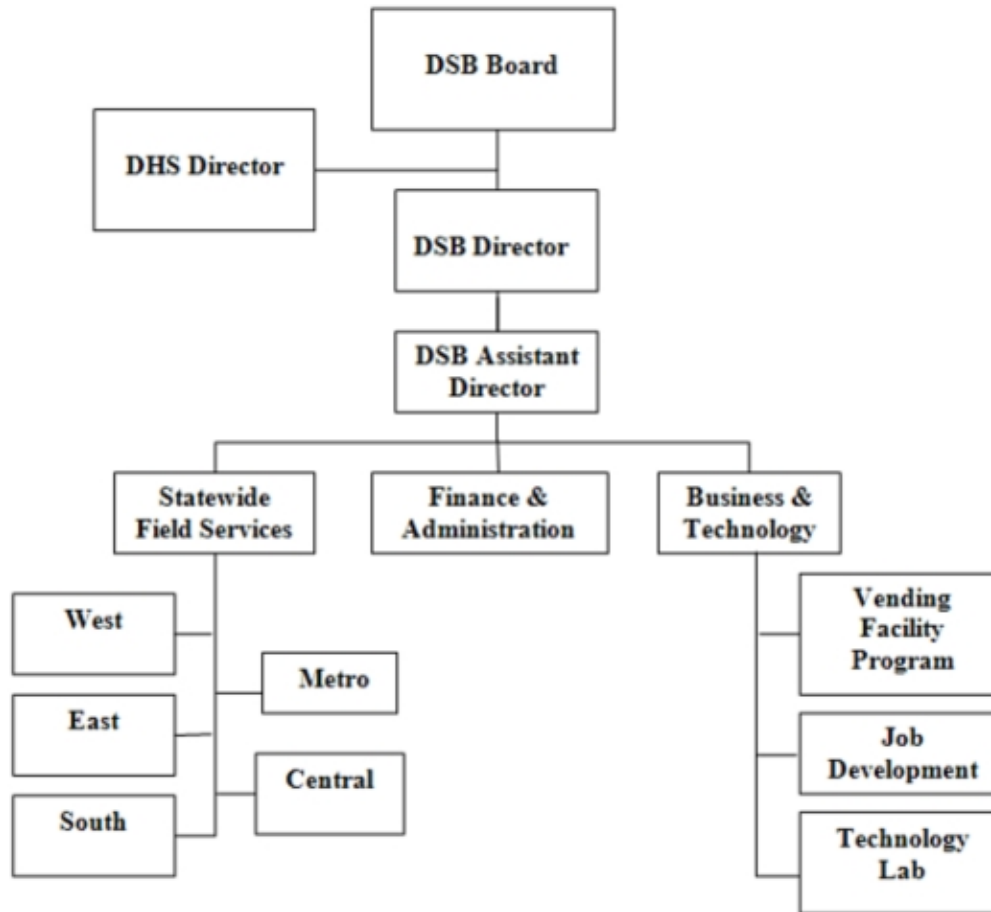 DSB Board
DHS Director
DSB Director
DSB Assistant
Director
Statewide
Field Services
Finance &
Administration
Business &
Technology
West
East
South
Metro
Central
Vending
Facility
Program
Job
Development
Technology
Lab